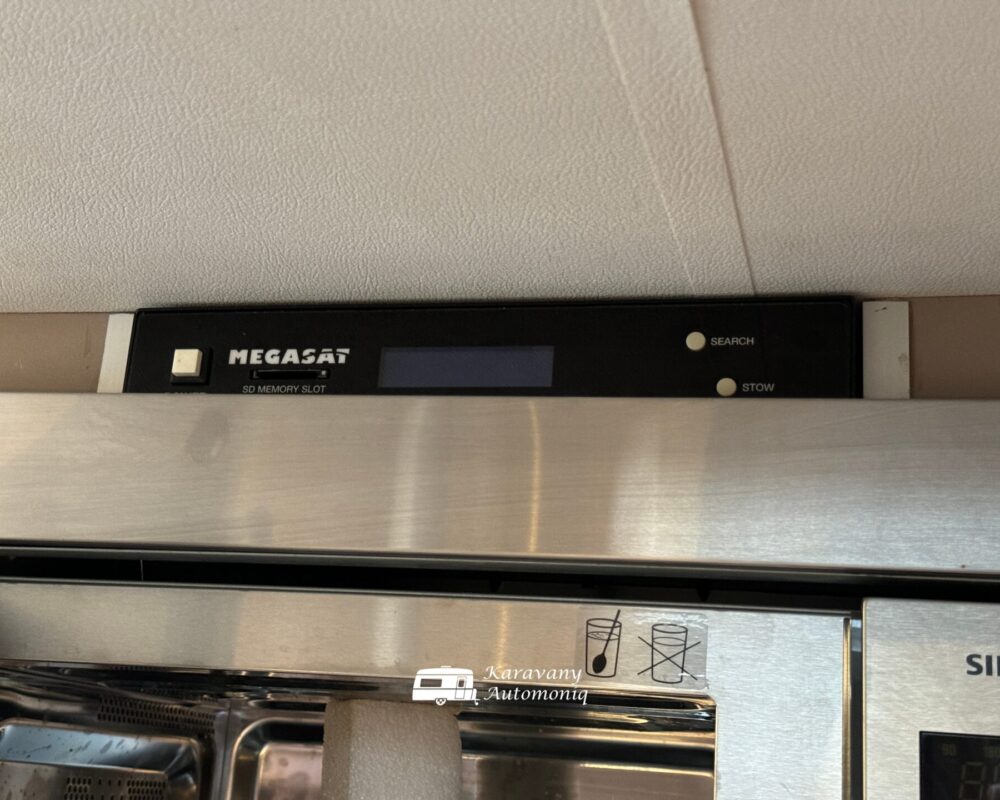 MEGASAT
SD MEMORY SLOT
SEARCH
STOW
Karavany
Automoniq